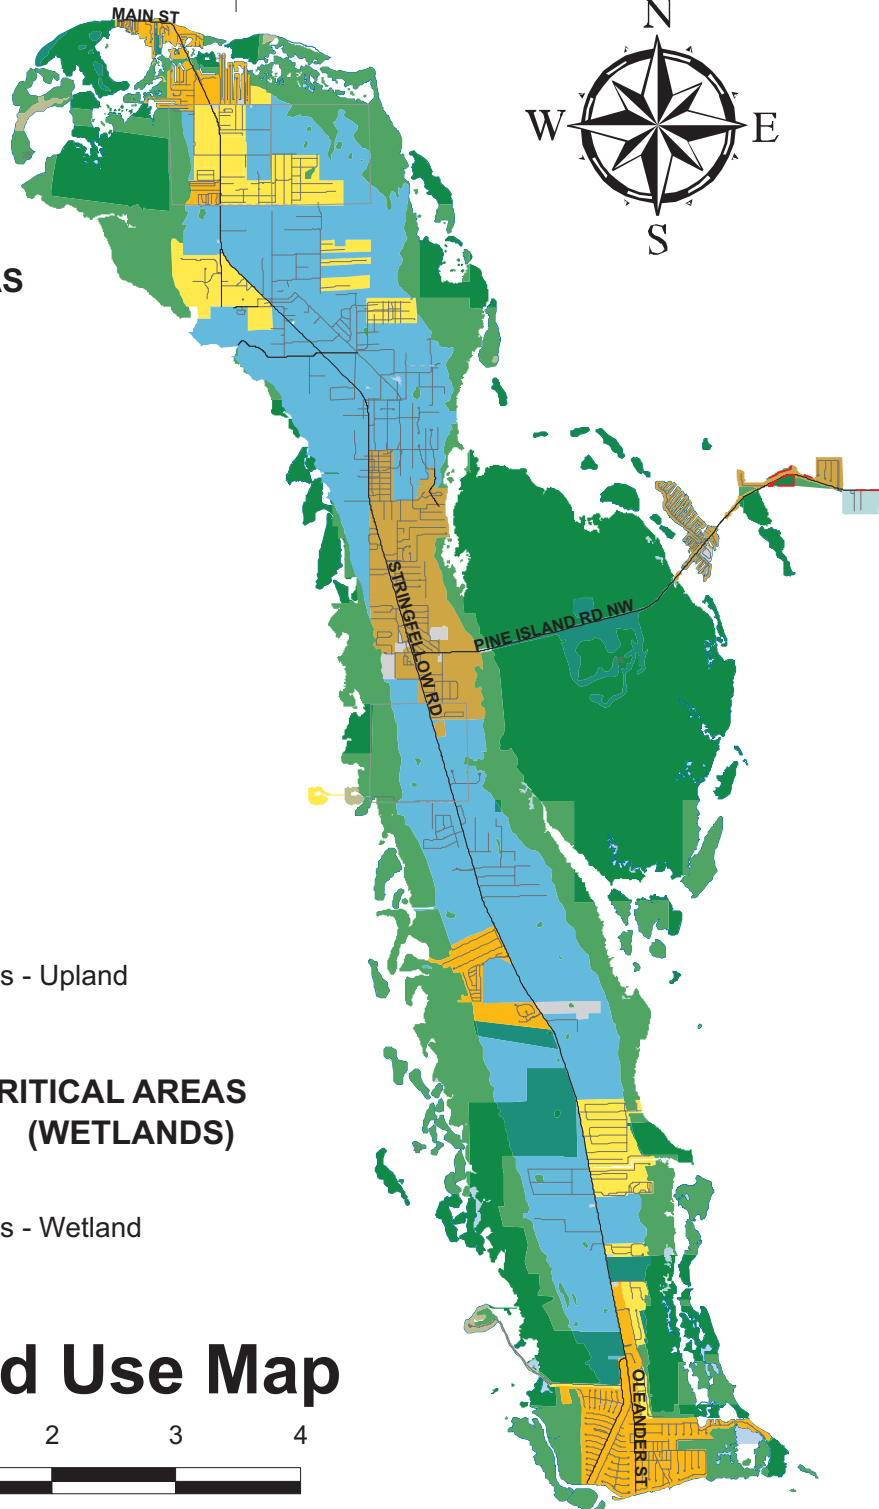 MAIN ST
N
W
E
S
AS
STRINGFELLOW RD
PINE ISLAND RD NW
s - Upland
RITICAL AREAS
(WETLANDS)
s - Wetland
d Use Map
2 3 4
OLEANDER ST